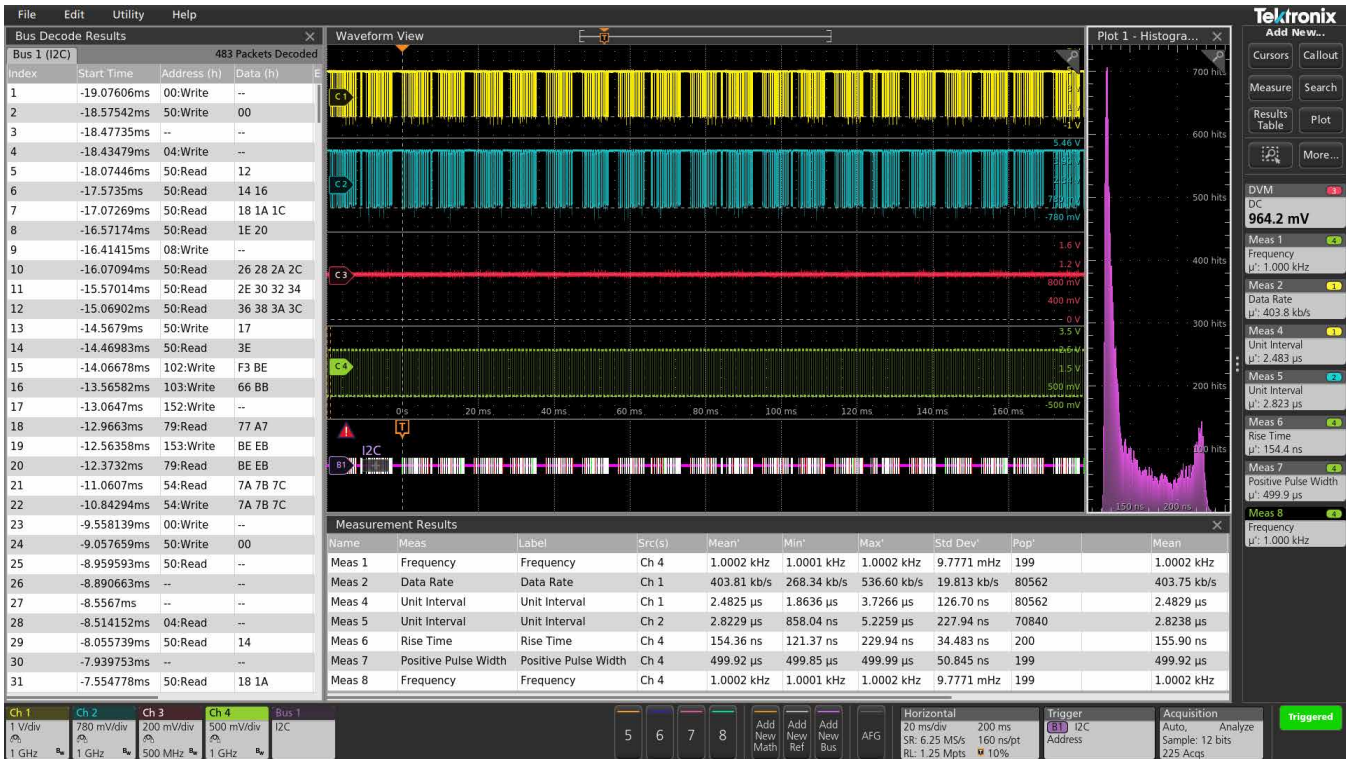 File Edit Utility Help
Tektronix
Bus Decode Results
Bus 1 (I2C) 483 Packets Decoded
Index Start Time Address (h) Data (h) E
1 -19.07606ms 00:Write --
2 -18.57542ms 50:Write 00
3 -18.47735ms -- --
4 -18.43479ms 04:Write --
5 -18.07446ms 50:Read 12
6 -17.5735ms 50:Read 14 16
7 -17.07269ms 50:Read 18 1A 1C
8 -16.57174ms 50:Read 1E 20
9 -16.41415ms 08:Write --
10 -16.07094ms 50:Read 26 28 2A 2C
11 -15.57014ms 50:Read 2E 30 32 34
12 -15.06902ms 50:Read 36 38 3A 3C
13 -14.5679ms 50:Write 17
14 -14.46983ms 50:Read 3E
15 -14.06678ms 102:Write F3 BE
16 -13.56582ms 103:Write 66 BB
17 -13.0647ms 152:Write --
18 -12.9663ms 79:Read 77 A7
19 -12.56358ms 153:Write BE EB
20 -12.3732ms 79:Read BE EB
21 -11.0607ms 54:Read 7A 7B 7C
22 -10.84294ms 54:Write 7A 7B 7C
23 -9.558139ms 00:Write --
24 -9.057659ms 50:Write 00
25 -8.959593ms 50:Read --
26 -8.890663ms -- --
27 -8.5567ms -- --
28 -8.514152ms 04:Read --
29 -8.055739ms 50:Read 14
30 -7.939753ms -- --
31 -7.554778ms 50:Read 18 1A
Waveform View
T
C 1
-1 V
5.46 V
C 2
-780 mV
1.6 V
1.2 V
C 3
800 mV
400 mV
0 V
3.5 V
2.5 V
C 4
1.5 V
500 mV
-500 mV
0 s 20 ms 40 ms 60 ms 80 ms 100 ms 120 ms 140 ms 160 ms
T
I2C
B1
Plot 1 - Histogra...
700 hits
600 hits
500 hits
400 hits
300 hits
200 hits
100 hits
150 ns 200 ns
Measurement Results
Name Meas Label Src(s) Mean' Min' Max' Std Dev' Pop' Mean
Meas 1 Frequency Frequency Ch 4 1.0002 kHz 1.0001 kHz 1.0002 kHz 9.7771 mHz 199 1.0002 kHz
Meas 2 Data Rate Data Rate Ch 1 403.81 kb/s 268.34 kb/s 536.60 kb/s 19.813 kb/s 80562 403.75 kb/s
Meas 4 Unit Interval Unit Interval Ch 1 2.4825 µs 1.8636 µs 3.7266 µs 126.70 ns 80562 2.4829 µs
Meas 5 Unit Interval Unit Interval Ch 2 2.8229 µs 858.04 ns 5.2259 µs 227.94 ns 70840 2.8238 µs
Meas 6 Rise Time Rise Time Ch 4 154.36 ns 121.37 ns 229.94 ns 34.483 ns 200 155.90 ns
Meas 7 Positive Pulse Width Positive Pulse Width Ch 4 499.92 µs 499.85 µs 499.99 µs 50.845 ns 199 499.92 µs
Meas 8 Frequency Frequency Ch 4 1.0002 kHz 1.0001 kHz 1.0002 kHz 9.7771 mHz 199 1.0002 kHz
Add New...
Cursors Callout
Measure Search
Results Table Plot
More...
DVM 3
DC
964.2 mV
Meas 1 4
Frequency
µ': 1.000 kHz
Meas 2 1
Data Rate
µ': 403.8 kb/s
Meas 4 1
Unit Interval
µ': 2.483 µs
Meas 5 2
Unit Interval
µ': 2.823 µs
Meas 6 4
Rise Time
µ': 154.4 ns
Meas 7 4
Positive Pulse Width
µ': 499.9 µs
Meas 8 4
Frequency
µ': 1.000 kHz
Ch 1
1 V/div
1 GHz Bw
Ch 2
780 mV/div
1 GHz Bw
Ch 3
200 mV/div
500 MHz Bw
Ch 4
500 mV/div
1 GHz Bw
Bus 1
I2C
5 6 7 8
Add New Math
Add New Ref
Add New Bus
AFG
Horizontal
20 ms/div 200 ms
SR: 6.25 MS/s 160 ns/pt
RL: 1.25 Mpts 10%
Trigger
B1 I2C
Address
Acquisition
Auto, Analyze
Sample: 12 bits
225 Acqs
Triggered